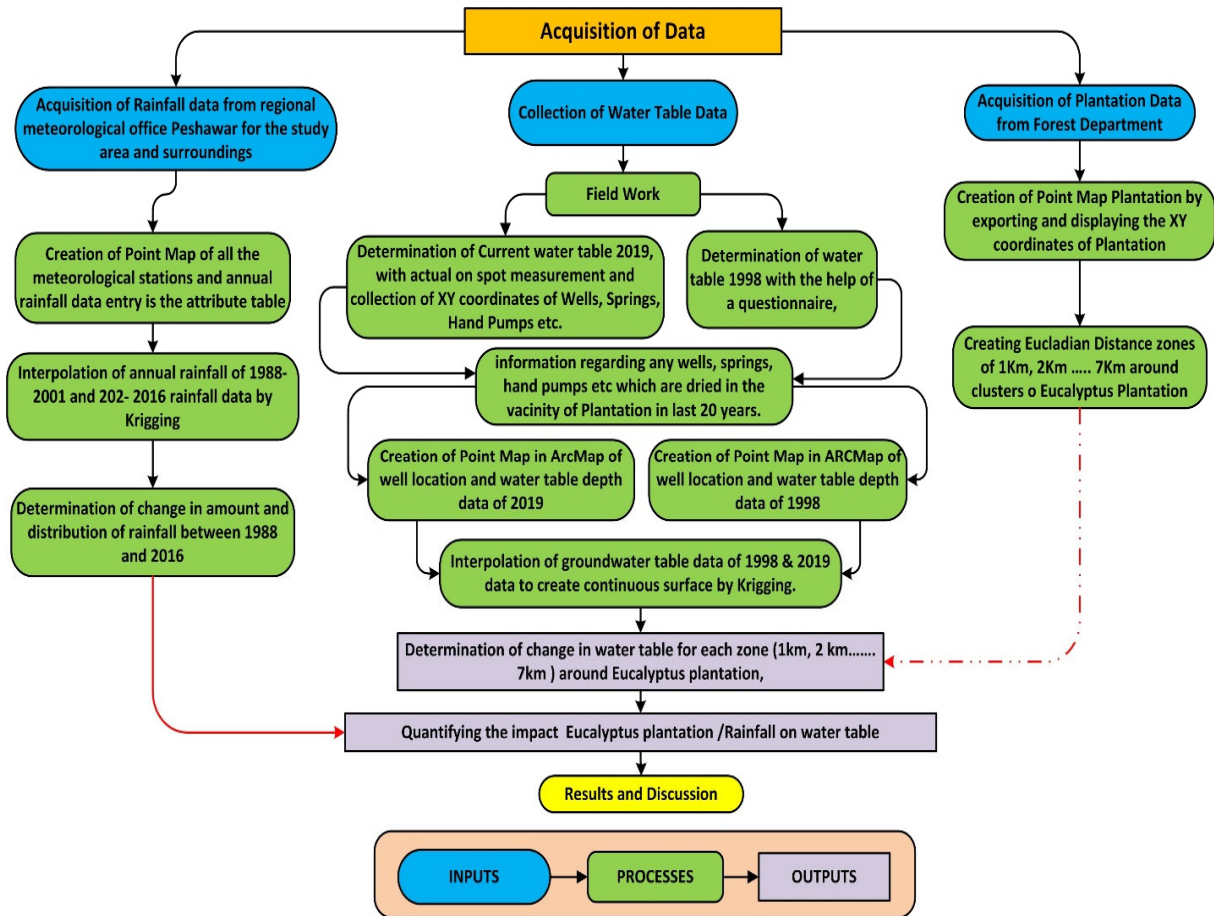 Acquisition of Data
Acquisition of Rainfall data from regional
meteorological office Peshawar for the study
area and surroundings
Collection of Water Table Data
Acquisition of Plantation Data
from Forest Department
Field Work
Creation of Point Map of all the
meteorological stations and annual
rainfall data entry is the attribute table
Determination of Current water table 2019,
with actual on spot measurement and
collection of XY coordinates of Wells, Springs,
Hand Pumps etc.
Determination of water
table 1998 with the help of
a questionnaire,
Creation of Point Map Plantation by
exporting and displaying the XY
coordinates of Plantation
Interpolation of annual rainfall of 1988-
2001 and 202- 2016 rainfall data by
Krigging
information regarding any wells, springs,
hand pumps etc which are dried in the
vacinity of Plantation in last 20 years.
Creating Eucladian Distance zones
of 1Km, 2Km ..... 7Km around
clusters o Eucalyptus Plantation
Determination of change in amount and
distribution of rainfall between 1988
and 2016
Creation of Point Map in ArcMap of
well location and water table depth
data of 2019
Creation of Point Map in ARCMap of
well location and water table depth
data of 1998
Interpolation of groundwater table data of 1998 & 2019
data to create continuous surface by Krigging.
Determination of change in water table for each zone (1km, 2 km.......
7km ) around Eucalyptus plantation,
Quantifying the impact Eucalyptus plantation /Rainfall on water table
Results and Discussion
INPUTS
PROCESSES
OUTPUTS